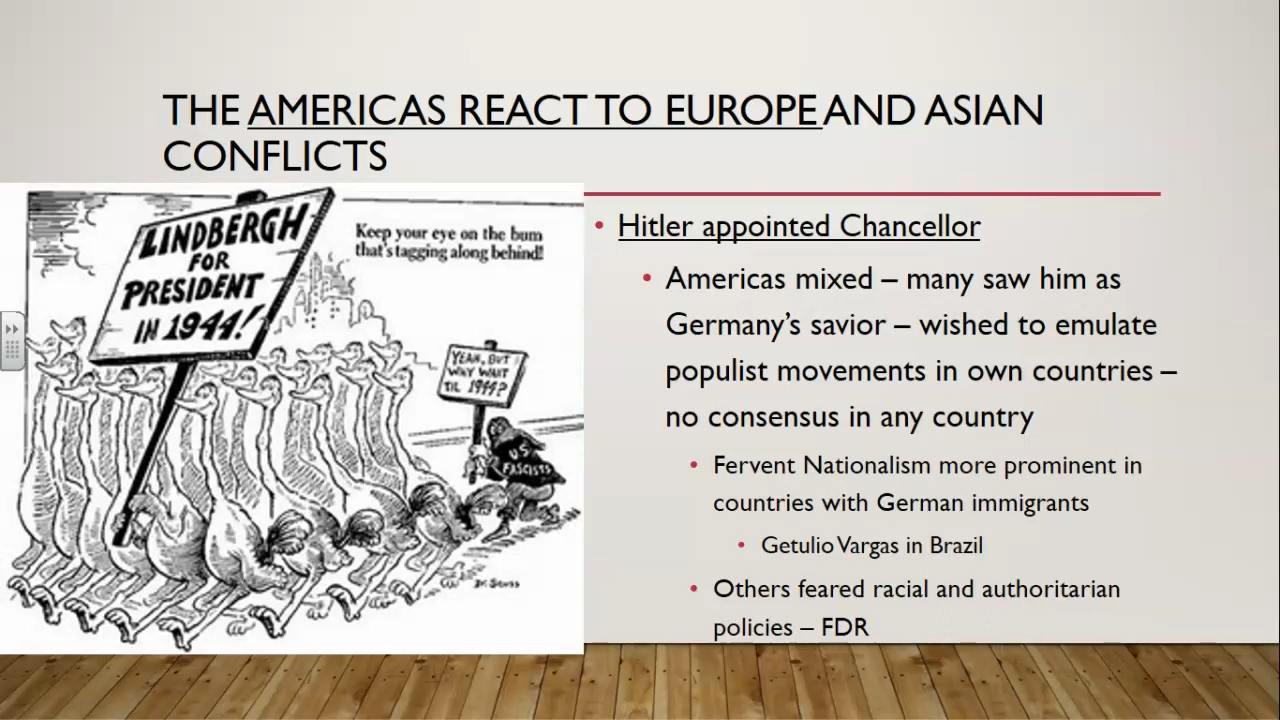 THE AMERICAS REACT TO EUROPE AND ASIAN
CONFLICTS
LINDBERGH
FOR
PRESIDENT
IN 1944!
Keep your eye on the bum
that's tagging along behind!
YEAH, BUT
WHY WAIT
TIL 1944?
U.S.
FASCISTS
Dr. Seuss
• Hitler appointed Chancellor
• Americas mixed – many saw him as
Germany's savior – wished to emulate
populist movements in own countries –
no consensus in any country
• Fervent Nationalism more prominent in
countries with German immigrants
• Getulio Vargas in Brazil
• Others feared racial and authoritarian
policies – FDR